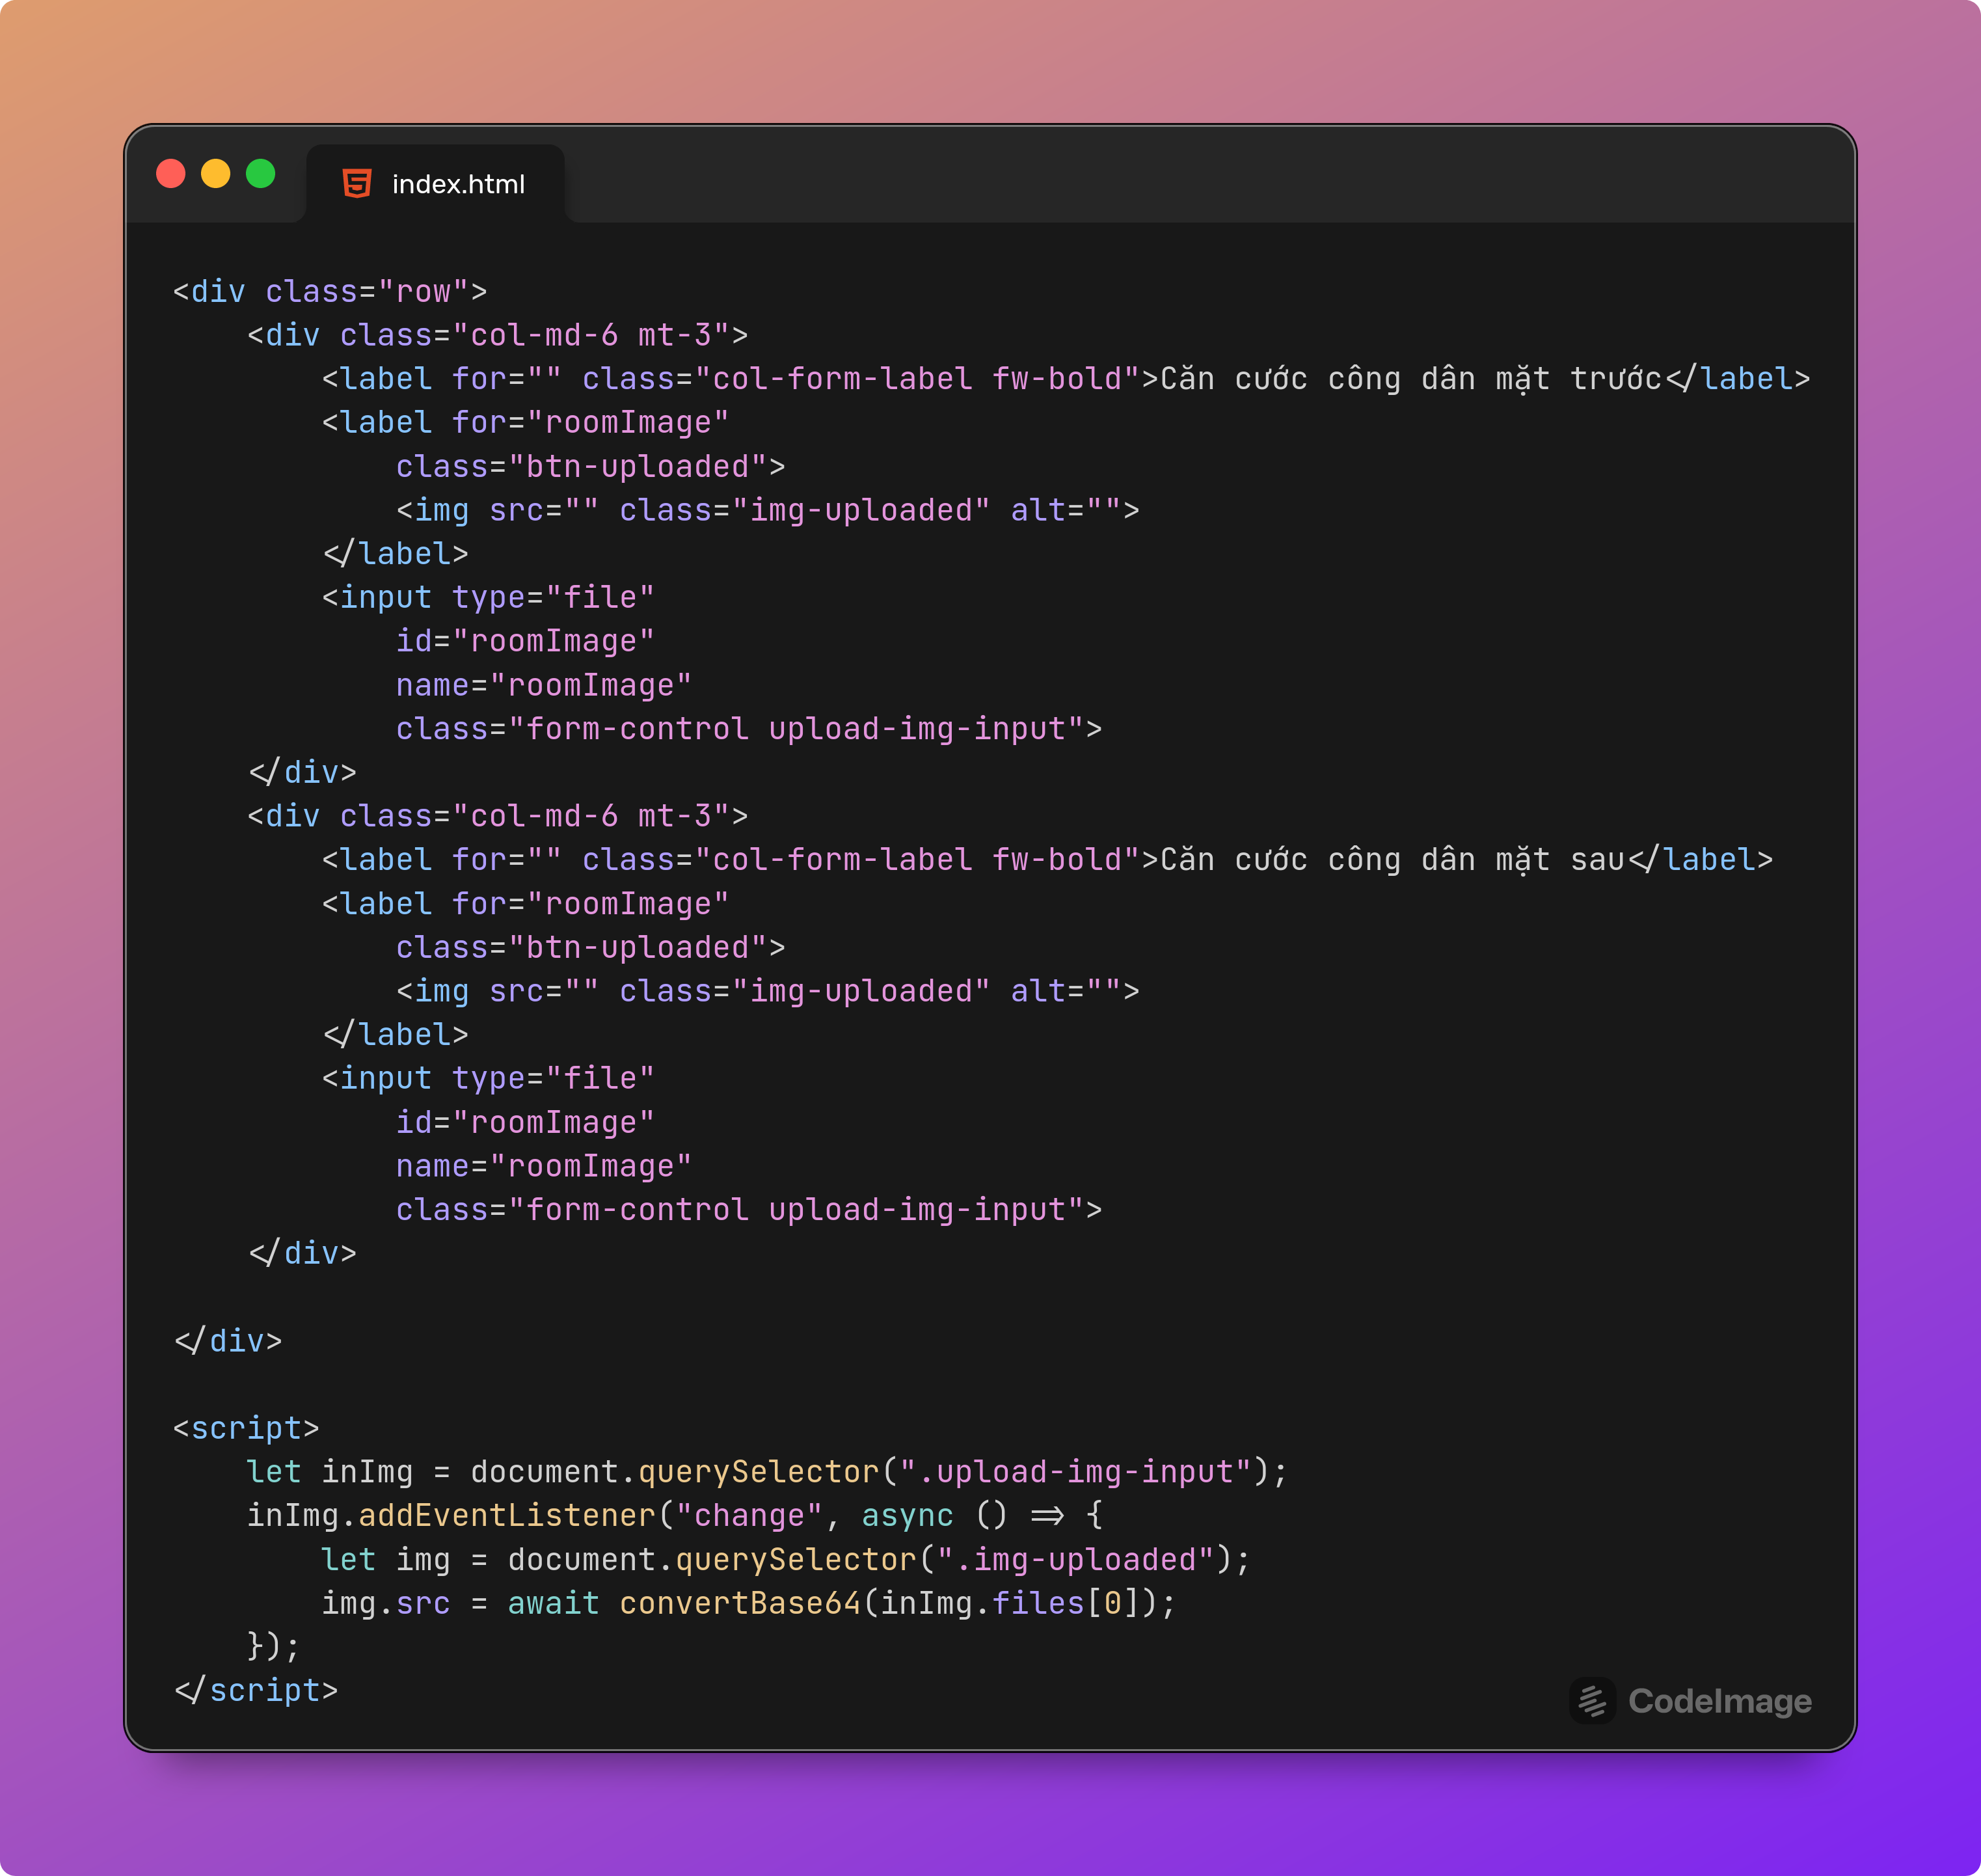 index.html
<div class="row">
    <div class="col-md-6 mt-3">
        <label for="" class="col-form-label fw-bold">Căn cước công dân mặt trước</label>
        <label for="roomImage"
            class="btn-uploaded">
            <img src="" class="img-uploaded" alt="">
        </label>
        <input type="file"
            id="roomImage"
            name="roomImage"
            class="form-control upload-img-input">
    </div>
    <div class="col-md-6 mt-3">
        <label for="" class="col-form-label fw-bold">Căn cước công dân mặt sau</label>
        <label for="roomImage"
            class="btn-uploaded">
            <img src="" class="img-uploaded" alt="">
        </label>
        <input type="file"
            id="roomImage"
            name="roomImage"
            class="form-control upload-img-input">
    </div>

</div>

<script>
    let inImg = document.querySelector(".upload-img-input");
    inImg.addEventListener("change", async () => {
        let img = document.querySelector(".img-uploaded");
        img.src = await convertBase64(inImg.files[0]);
    });
</script>
CodeImage